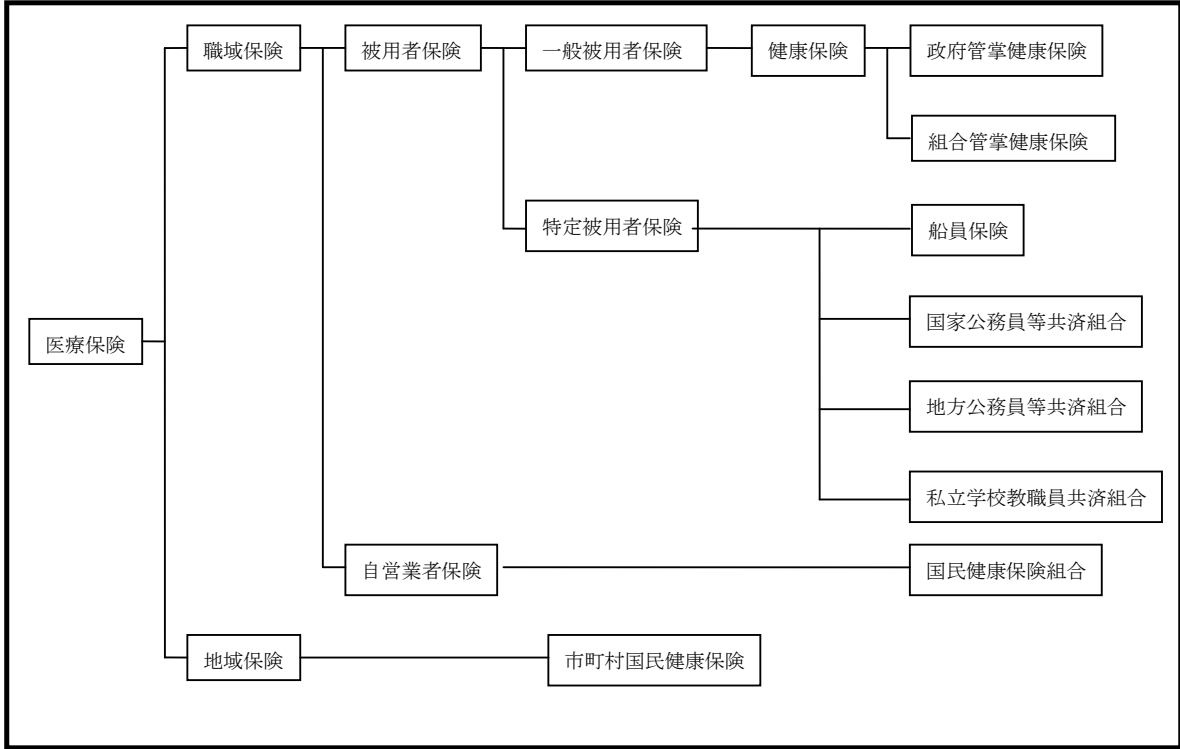 職域保険
被用者保険
一般被用者保険
健康保険
政府管掌健康保険
組合管掌健康保険
特定被用者保険
船員保険
国家公務員等共済組合
医療保険
地方公務員等共済組合
私立学校教職員共済組合
自営業者保険
国民健康保険組合
地域保険
市町村国民健康保険